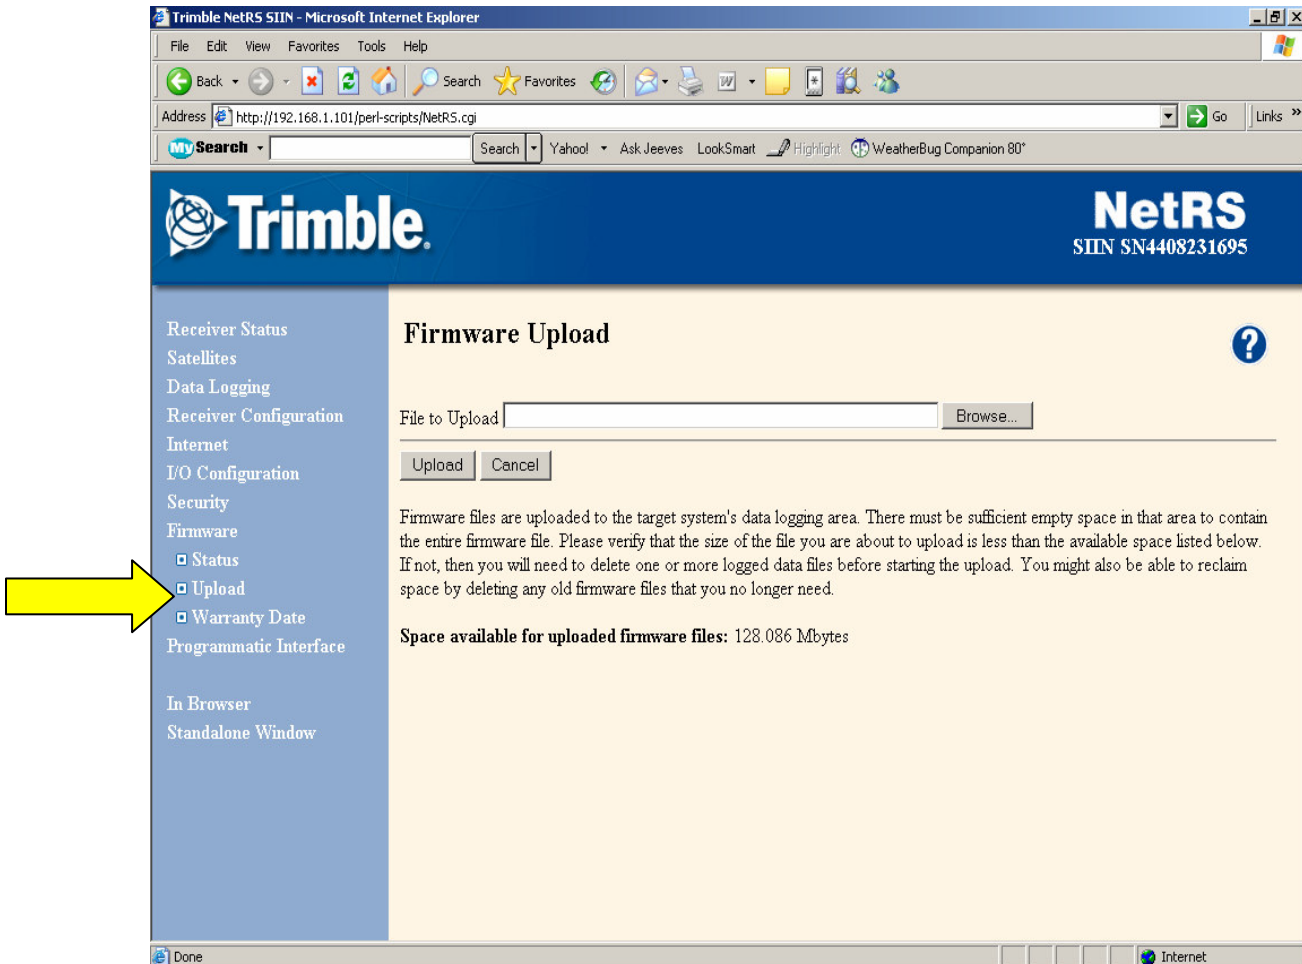 Trimble NetRS SIIN - Microsoft Internet Explorer
File Edit View Favorites Tools Help
Back Search Favorites
Address http://192.168.1.101/perl-scripts/NetRS.cgi Go Links »
My Search Search Yahoo! Ask Jeeves LookSmart Highlight WeatherBug Companion 80°
Trimble.
NetRS
SIIN SN4408231695
Receiver Status
Satellites
Data Logging
Receiver Configuration
Internet
I/O Configuration
Security
Firmware
Status
Upload
Warranty Date
Programmatic Interface
In Browser
Standalone Window
Firmware Upload
?
File to Upload Browse...
Upload Cancel
Firmware files are uploaded to the target system's data logging area. There must be sufficient empty space in that area to contain
the entire firmware file. Please verify that the size of the file you are about to upload is less than the available space listed below.
If not, then you will need to delete one or more logged data files before starting the upload. You might also be able to reclaim
space by deleting any old firmware files that you no longer need.
Space available for uploaded firmware files: 128.086 Mbytes
Done Internet